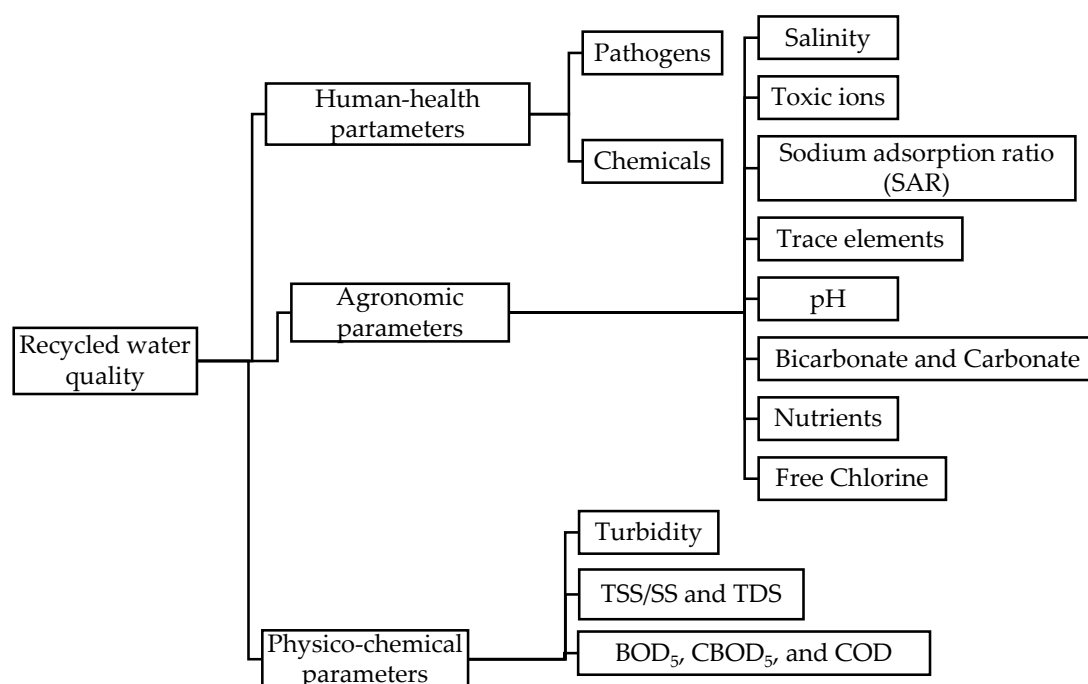 Recycled water
quality
Human-health
partameters
Pathogens
Chemicals
Agronomic
parameters
Salinity
Toxic ions
Sodium adsorption ratio
(SAR)
Trace elements
pH
Bicarbonate and Carbonate
Nutrients
Free Chlorine
Physico-chemical
parameters
Turbidity
TSS/SS and TDS
BOD₅, CBOD₅, and COD